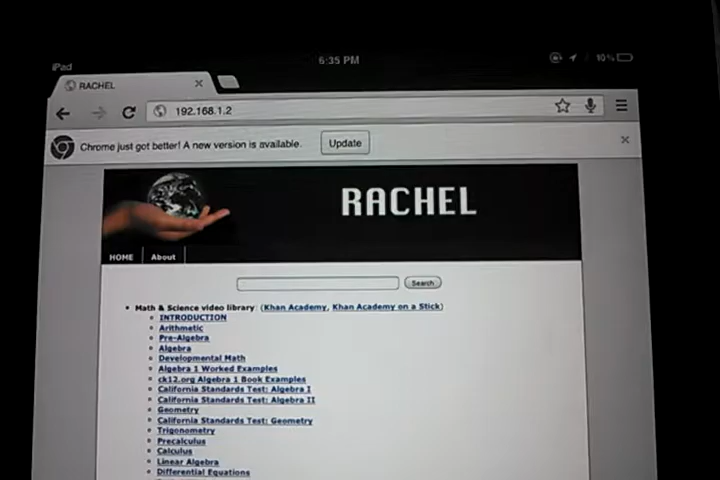 iPad 6:35 PM 10%
RACHEL
192.168.1.2
Chrome just got better! A new version is available. Update
RACHEL
HOME About
Search
Math & Science video library: (Khan Academy, Khan Academy on a Stick)
INTRODUCTION
Arithmetic
Pre-Algebra
Algebra
Developmental Math
Algebra 1 Worked Examples
ck12.org Algebra 1 Book Examples
California Standards Test: Algebra I
California Standards Test: Algebra II
Geometry
California Standards Test: Geometry
Trigonometry
Precalculus
Calculus
Linear Algebra
Differential Equations